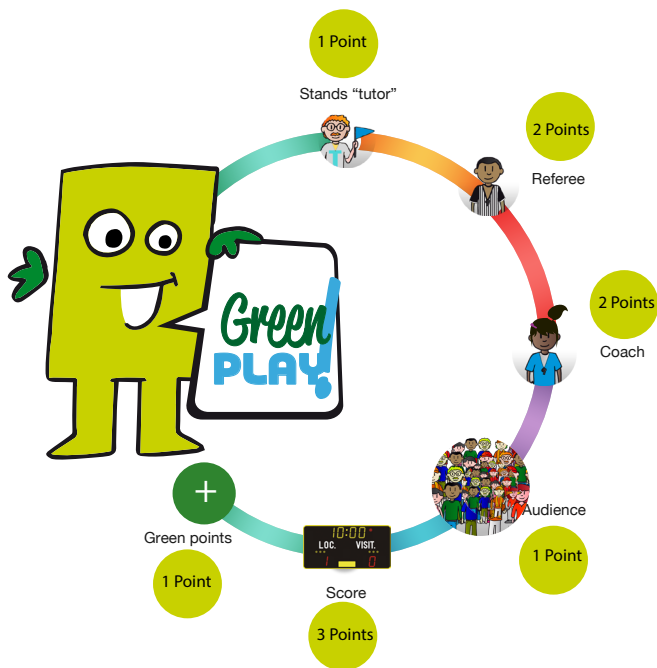 1 Point
Stands “tutor”
2 Points
Referee
2 Points
Coach
Green
PLAY!
Audience
1 Point
10:00
LOC. VISIT.
1 0
Score
3 Points
+
Green points
1 Point
T